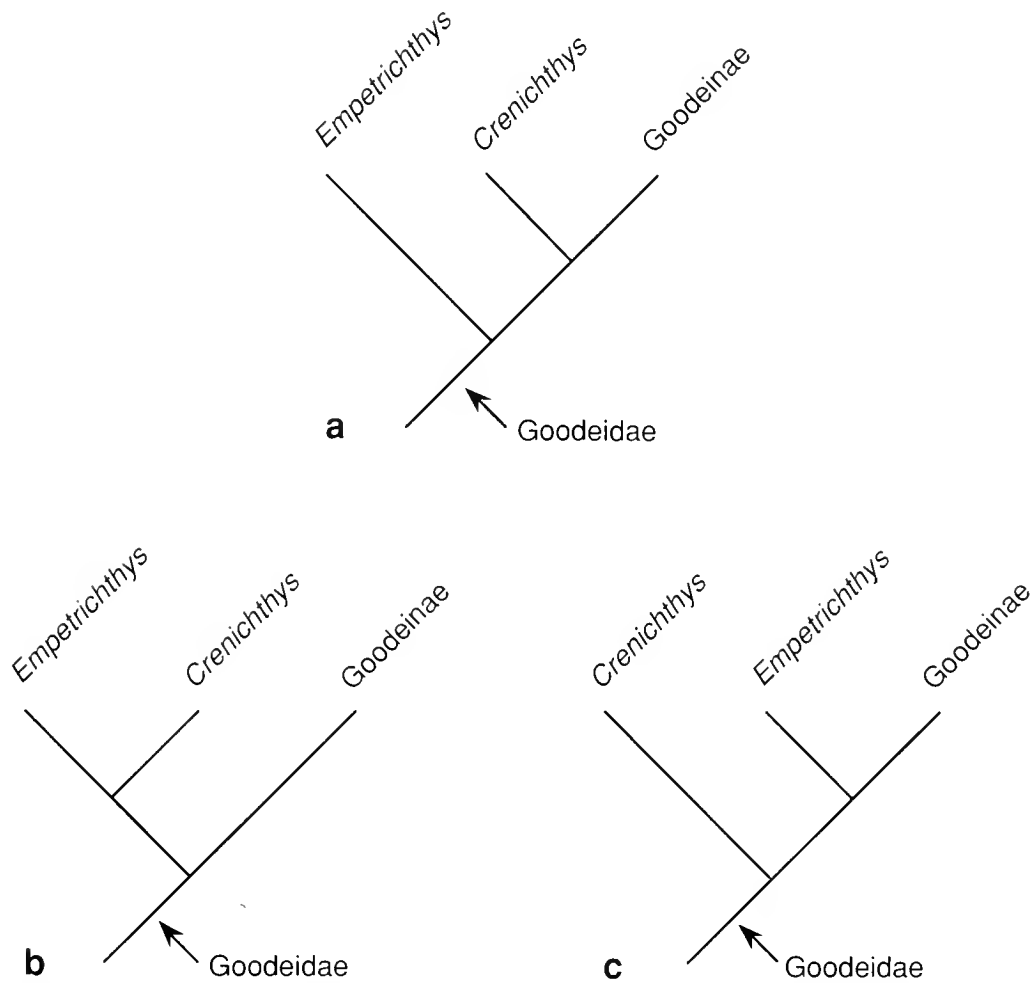 Empetrichthys
Crenichthys
Goodeinae
a
Goodeidae
Empetrichthys
Crenichthys
Goodeinae
b
Goodeidae
Crenichthys
Empetrichthys
Goodeinae
c
Goodeidae